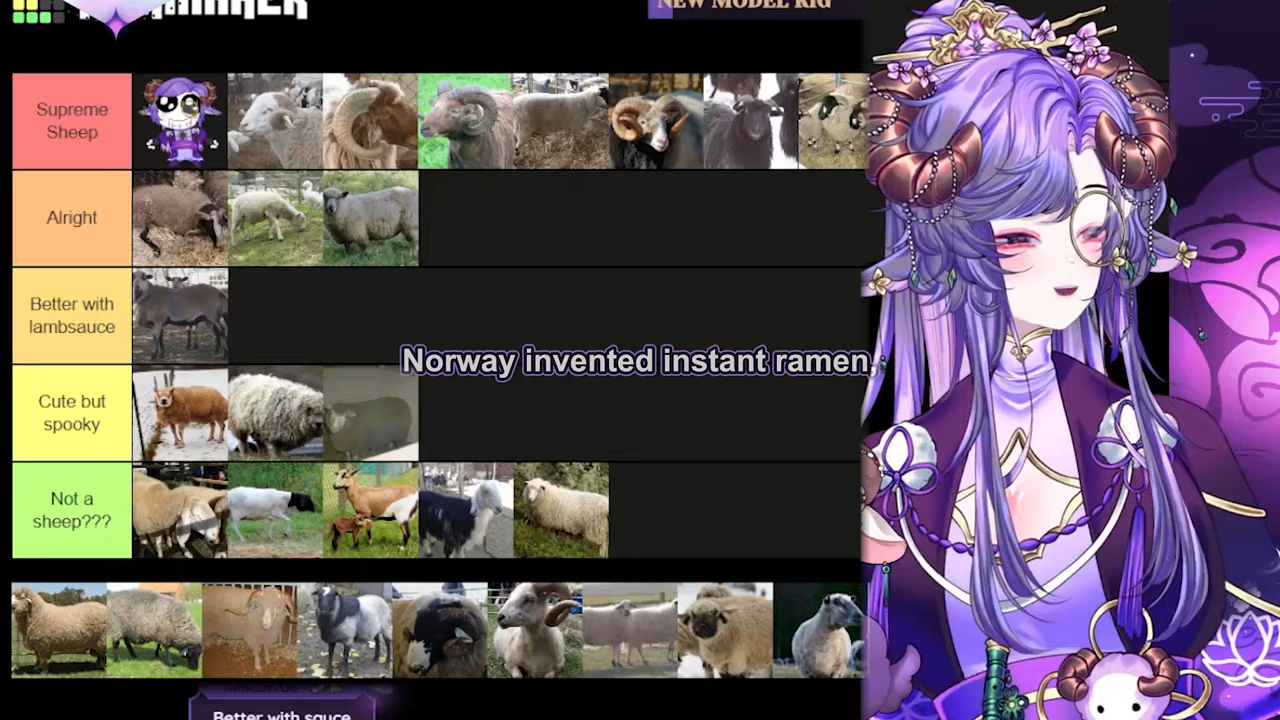 NEW MODEL RIG
Supreme
Sheep
Alright
Better with
lambsauce
Norway invented instant ramen,
Cute but
spooky
Not a
sheep???
Better with sauce